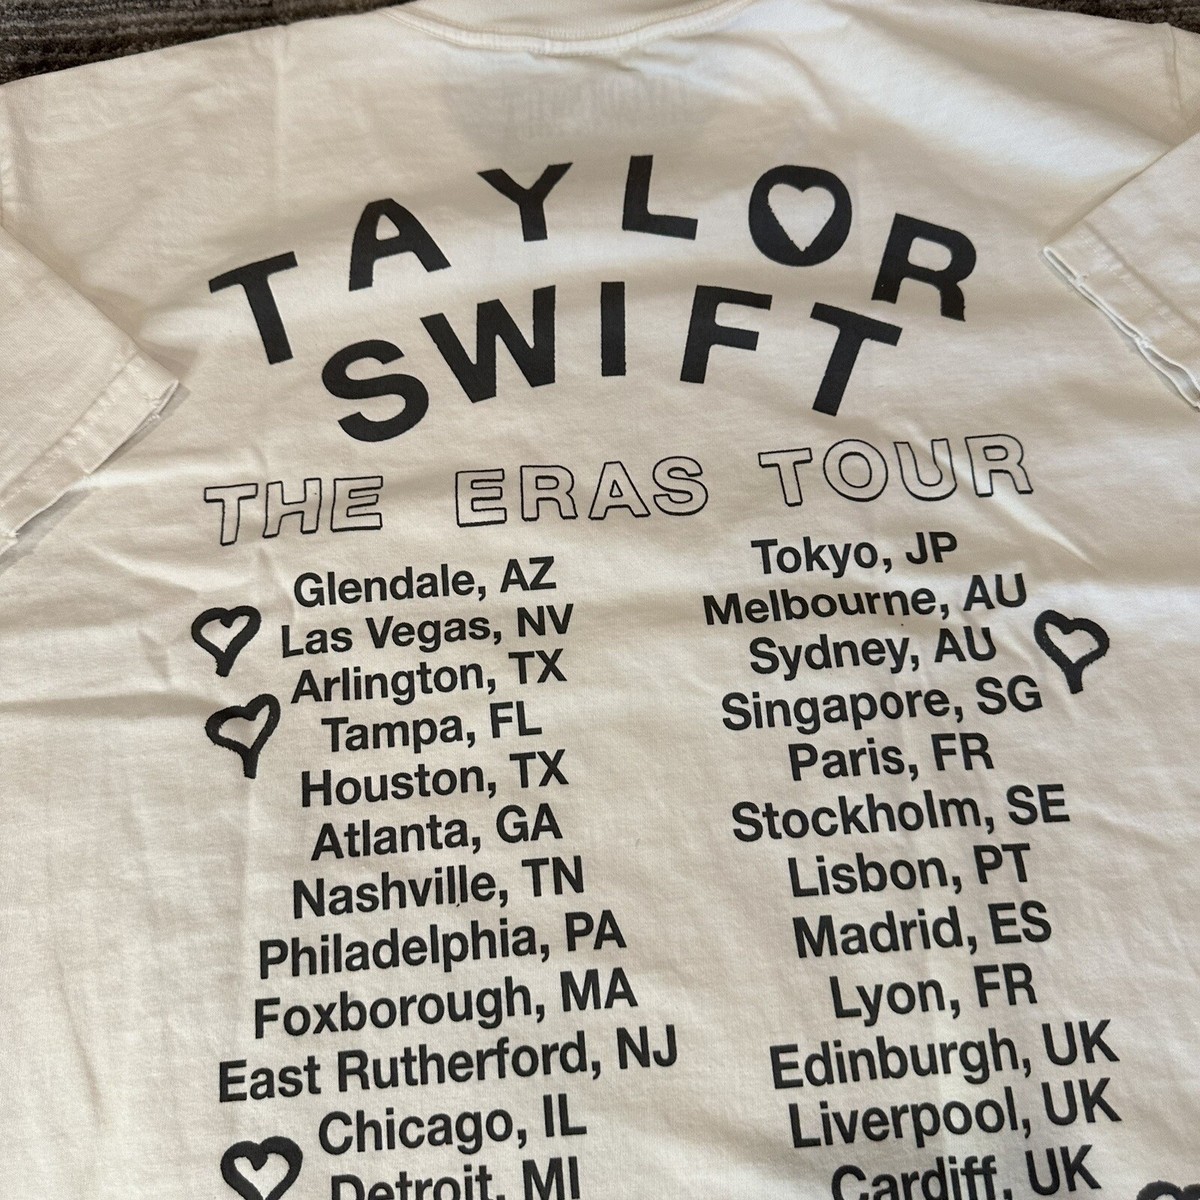 TAYLOR
SWIFT
THE ERAS TOUR
Glendale, AZ
Las Vegas, NV
Arlington, TX
Tampa, FL
Houston, TX
Atlanta, GA
Nashville, TN
Philadelphia, PA
Foxborough, MA
East Rutherford, NJ
Chicago, IL
Detroit, MI
Tokyo, JP
Melbourne, AU
Sydney, AU
Singapore, SG
Paris, FR
Stockholm, SE
Lisbon, PT
Madrid, ES
Lyon, FR
Edinburgh, UK
Liverpool, UK
Cardiff, UK